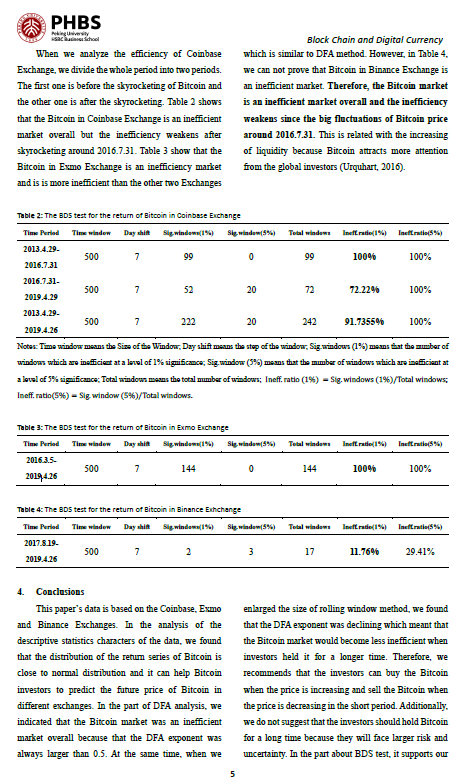 PHBS
Peking University
HSBC Business School
Block Chain and Digital Currency
When we analyze the efficiency of Coinbase
Exchange, we divide the whole period into two periods.
The first one is before the skyrocketing of Bitcoin and
the other one is after the skyrocketing. Table 2 shows
that the Bitcoin in Coinbase Exchange is an inefficient
market overall but the inefficiency weakens after
skyrocketing around 2016.7.31. Table 3 show that the
Bitcoin in Exmo Exchange is an inefficiency market
and is is more inefficient than the other two Exchanges
which is similar to DFA method. However, in Table 4,
we can not prove that Bitcoin in Binance Exchange is
an inefficient market. Therefore, the Bitcoin market
is an inefficient market overall and the inefficiency
weakens since the big fluctuations of Bitcoin price
around 2016.7.31. This is related with the increasing
of liquidity because Bitcoin attracts more attention
from the global investors (Urquhart, 2016).
Table 2: The BDS test for the return of Bitcoin in Coinbase Exchange
Time Period Time window Day shift Sig.windows(1%) Sig.window(5%) Total windows Ineff.ratio(1%) Ineff.ratio(5%)
2013.4.29-
2016.7.31 500 7 99 0 99 100% 100%
2016.7.31-
2019.4.29 500 7 52 20 72 72.22% 100%
2013.4.29-
2019.4.26 500 7 222 20 242 91.7355% 100%
Notes: Time window means the Size of the Window; Day shift means the step of the window; Sig.windows (1%) means that the number of
windows which are inefficient at a level of 1% significance; Sig.window (5%) means that the number of windows which are inefficient at
a level of 5% significance; Total windows means the total number of windows; Ineff. ratio (1%) = Sig. windows (1%)/Total windows;
Ineff. ratio(5%) = Sig. window (5%)/Total windows.
Table 3: The BDS test for the return of Bitcoin in Exmo Exchange
Time Period Time window Day shift Sig.windows(1%) Sig.window(5%) Total windows Ineff.ratio(1%) Ineff.ratio(5%)
2016.3.5-
2019.4.26 500 7 144 0 144 100% 100%
Table 4: The BDS test for the return of Bitcoin in Binance Exhchange
Time Period Time window Day shift Sig.windows(1%) Sig.window(5%) Total windows Ineff.ratio(1%) Ineff.ratio(5%)
2017.8.19-
2019.4.26 500 7 2 3 17 11.76% 29.41%
4. Conclusions
This paper's data is based on the Coinbase, Exmo
and Binance Exchanges. In the analysis of the
descriptive statistics characters of the data, we found
that the distribution of the return series of Bitcoin is
close to normal distribution and it can help Bitcoin
investors to predict the future price of Bitcoin in
different exchanges. In the part of DFA analysis, we
indicated that the Bitcoin market was an inefficient
market overall because that the DFA exponent was
always larger than 0.5. At the same time, when we
enlarged the size of rolling window method, we found
that the DFA exponent was declining which meant that
the Bitcoin market would become less inefficient when
investors held it for a longer time. Therefore, we
recommends that the investors can buy the Bitcoin
when the price is increasing and sell the Bitcoin when
the price is decreasing in the short period. Additionally,
we do not suggest that the investors should hold Bitcoin
for a long time because they will face larger risk and
uncertainty. In the part about BDS test, it supports our
5